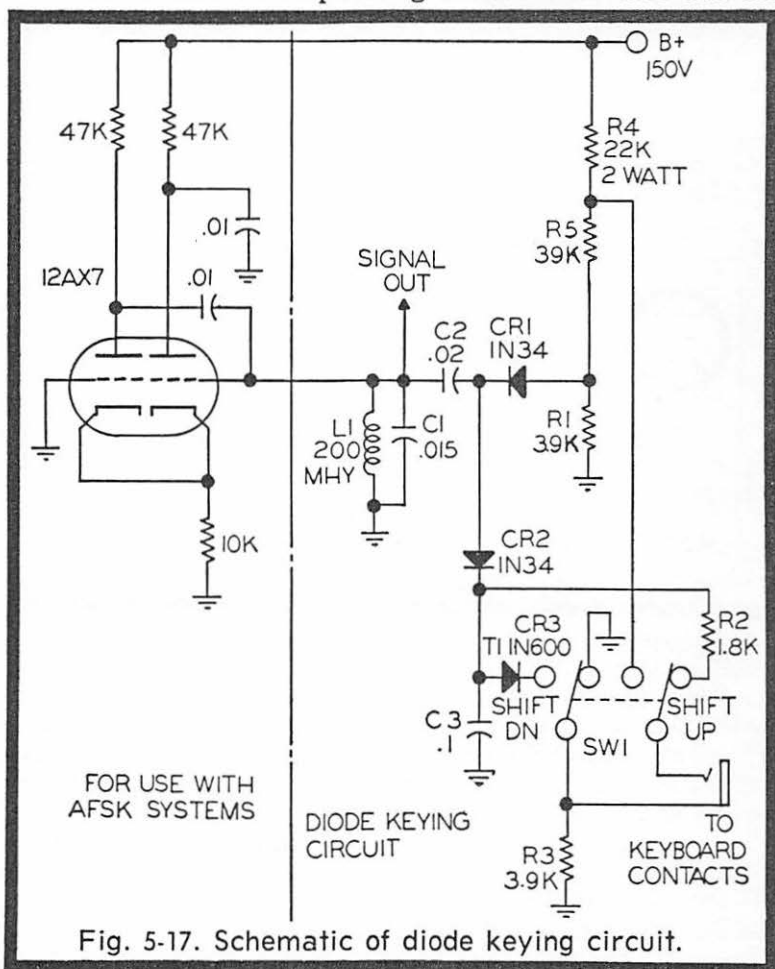 B+
150V
47K
47K
R4
22K
2 WATT
.01
R5
39K
12AX7
.01
SIGNAL
OUT
C2
.02
CR1
IN34
L1
200
MHY
C1
.015
R1
3.9K
10K
CR2
IN34
CR3
TI IN600
R2
1.8K
SHIFT
DN
SHIFT
UP
C3
.1
SW1
FOR USE WITH
AFSK SYSTEMS
DIODE KEYING
CIRCUIT
R3
3.9K
TO
KEYBOARD
CONTACTS
Fig. 5-17. Schematic of diode keying circuit.